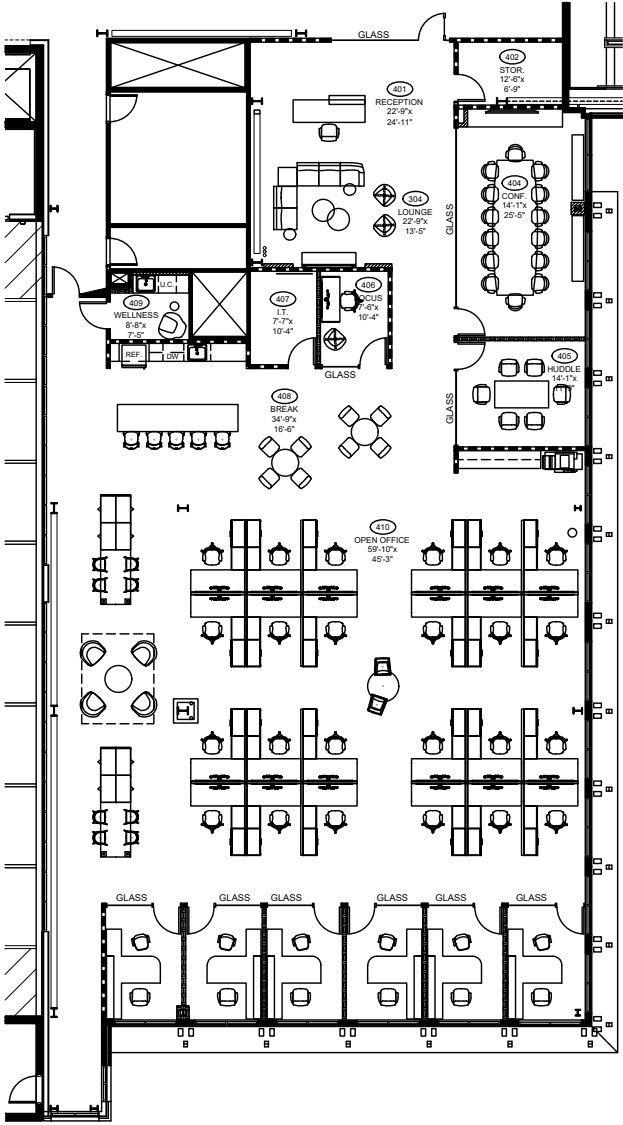 GLASS
402
STOR.
12'-6"x
6'-9"
401
RECEPTION
22'-9"x
24'-11"
404
CONF.
14'-1"x
25'-5"
304
LOUNGE
22'-9"x
13'-5"
GLASS
406
FOCUS
7'-6"x
10'-4"
407
I.T.
7'-7"x
10'-4"
U.C.
409
WELLNESS
8'-8"x
7'-5"
REF.
DW
GLASS
405
HUDDLE
14'-1"x
GLASS
408
BREAK
34'-9"x
16'-6"
410
OPEN OFFICE
59'-10"x
45'-3"
GLASS
GLASS
GLASS
GLASS
GLASS
GLASS